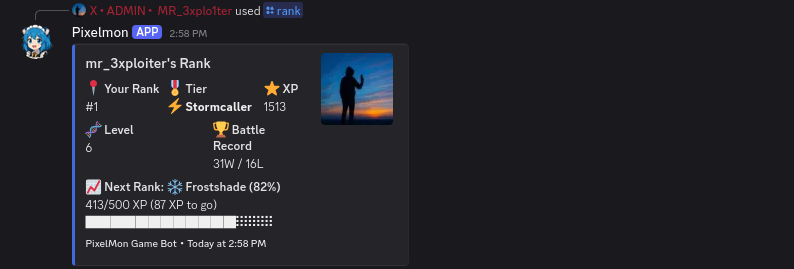 X • ADMIN • MR_3xplo1ter used rank
Pixelmon APP 2:58 PM
mr_3xploiter's Rank
Your Rank Tier XP
#1 Stormcaller 1513
Level Battle Record
6 31W / 16L
Next Rank: Frostshade (82%)
413/500 XP (87 XP to go)
PixelMon Game Bot • Today at 2:58 PM